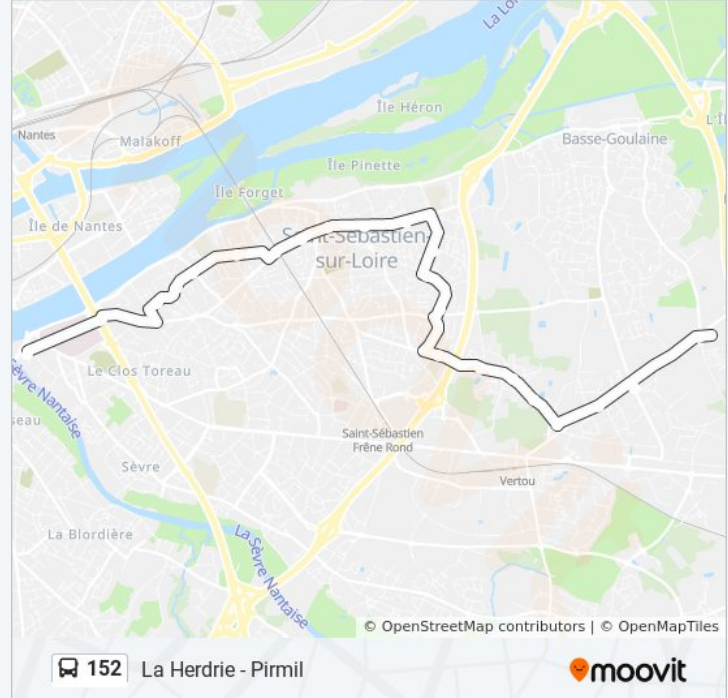 La Lo
Île Héron
Nantes
Malakoff
Basse-Goulaine
L'Î
Île Pinette
Île Forget
Île de Nantes
Saint-Sébastien-
sur-Loire
Le Clos Toreau
Sèvre Nantaise
seau
Saint-Sébastien
Frêne Rond
Sèvre
Vertou
La Blordière
La Sèvre Nantaise
© OpenStreetMap contributors | © OpenMapTiles
152 La Herdrie - Pirmil
moovit